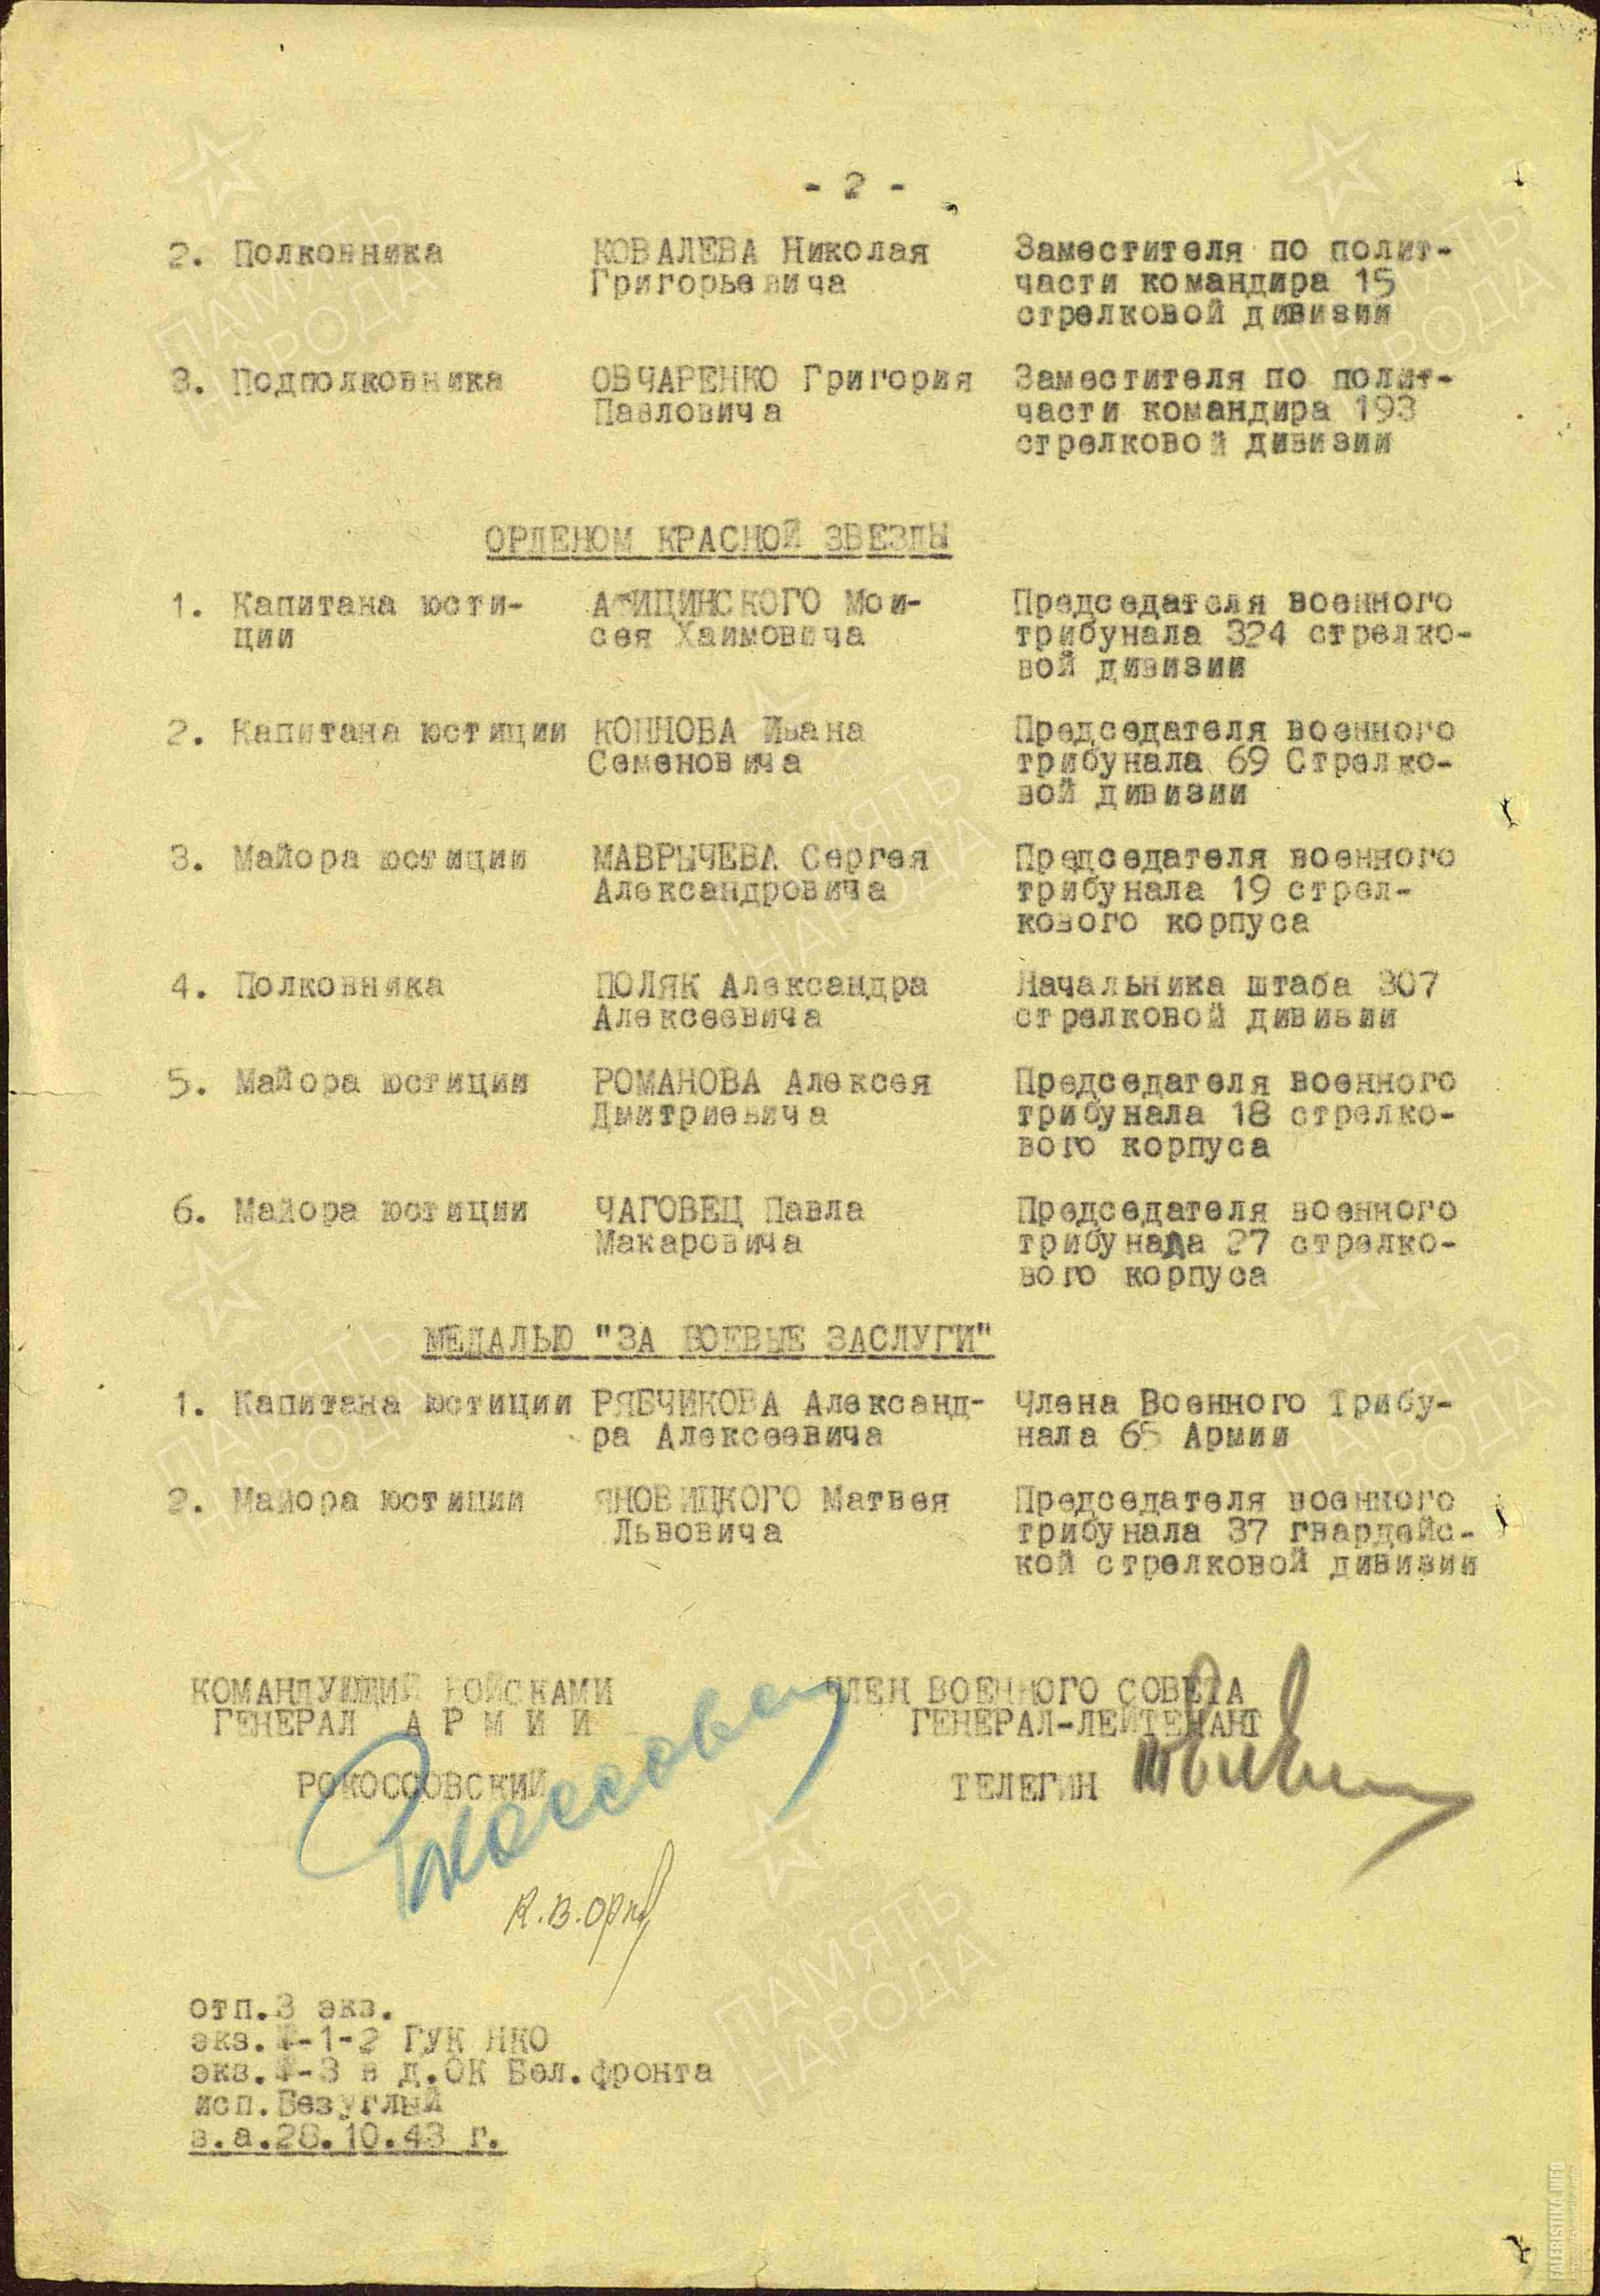 - 2 -
2. Полковника КОВАЛЕВА Николая Заместителя по полит-
Григорьевича части командира 15
стрелковой дивизии
3. Подполковника ОВЧАРЕНКО Григория Заместителя по полит-
Павловича части командира 193
стрелковой дивизии
ОРДЕНОМ КРАСНОЙ ЗВЕЗДЫ
1. Капитана юсти- АФИЦИНСКОГО Мои- Председателя военного
ции сея Хаимовича трибунала 324 стрелко-
вой дивизии
2. Капитана юстиции КОННОВА Ивана Председателя военного
Семеновича трибунала 69 Стрелко-
вой дивизии
3. Майора юстиции МАВРЫЧЕВА Сергея Председателя военного
Александровича трибунала 19 стрел-
кового корпуса
4. Полковника ПОЛЯК Александра Начальника штаба 307
Алексеевича стрелковой дивизии
5. Майора юстиции РОМАНОВА Алексея Председателя военного
Дмитриевича трибунала 18 стрелко-
вого корпуса
6. Майора юстиции ЧАГОВЕЦ Павла Председателя военного
Макаровича трибунала 27 стрелко-
вого корпуса
МЕДАЛЬЮ "ЗА БОЕВЫЕ ЗАСЛУГИ"
1. Капитана юстиции РЯБЧИКОВА Александ- Члена Военного Трибу-
ра Алексеевича нала 65 Армии
2. Майора юстиции ЯНОВИЦКОГО Матвея Председателя военного
Львовича трибунала 37 гвардейс-
кой стрелковой дивизии
КОМАНДУЮЩИЙ ВОЙСКАМИ ЧЛЕН ВОЕННОГО СОВЕТА
ГЕНЕРАЛ АРМИИ ГЕНЕРАЛ-ЛЕЙТЕНАНТ
РОКОССОВСКИЙ ТЕЛЕГИН
отп.3 экз.
экз.#-1-2 ГУК НКО
экз.#-3 в д.ОК Бел.фронта
исп.Безуглый
в.а.28.10.43 г.
ПАМЯТЬ
НАРОДА
FALERISTIKA.INFO